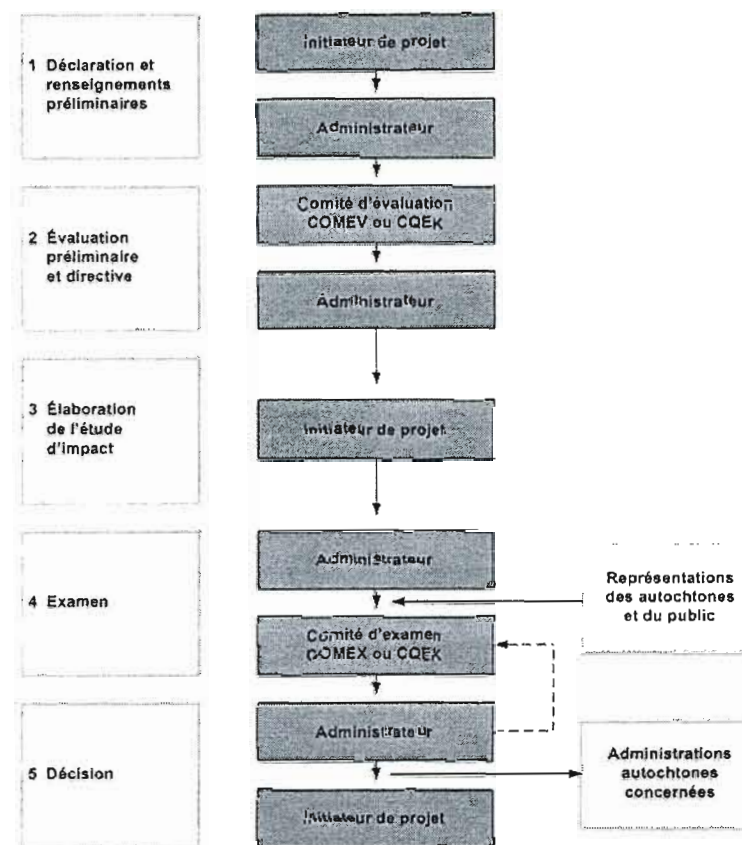 Initiateur de projet
1 Déclaration et
renseignements
préliminaires
Administrateur
Comité d'évaluation
COMEV ou CQEK
2 Évaluation
préliminaire
et directive
Administrateur
3 Élaboration
de l'étude
d'impact
Initiateur de projet
Administrateur
4 Examen
Représentations
des autochtones
et du public
Comité d'examen
COMEX ou CQEK
Administrateur
5 Décision
Administrations
autochtones
concernées
Initiateur de projet